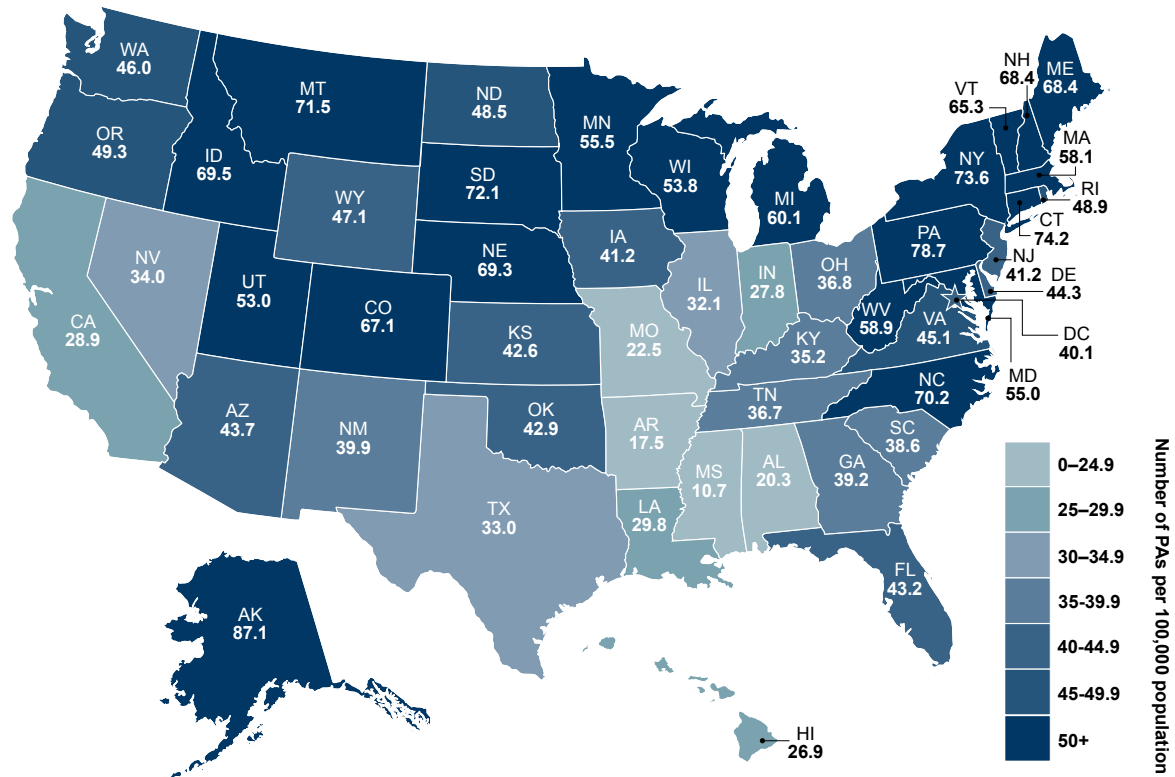 WA
46.0
OR
49.3
CA
28.9
NV
34.0
ID
69.5
MT
71.5
WY
47.1
UT
53.0
CO
67.1
AZ
43.7
NM
39.9
ND
48.5
SD
72.1
NE
69.3
KS
42.6
OK
42.9
TX
33.0
MN
55.5
IA
41.2
MO
22.5
AR
17.5
LA
29.8
WI
53.8
IL
32.1
MI
60.1
IN
27.8
OH
36.8
KY
35.2
TN
36.7
MS
10.7
AL
20.3
GA
39.2
FL
43.2
SC
38.6
NC
70.2
VA
45.1
WV
58.9
PA
78.7
NY
73.6
VT
65.3
NH
68.4
ME
68.4
MA
58.1
RI
48.9
CT
74.2
NJ
41.2
DE
44.3
DC
40.1
MD
55.0
AK
87.1
HI
26.9
0–24.9
25–29.9
30–34.9
35-39.9
40-44.9
45-49.9
50+
Number of PAs per 100,000 population